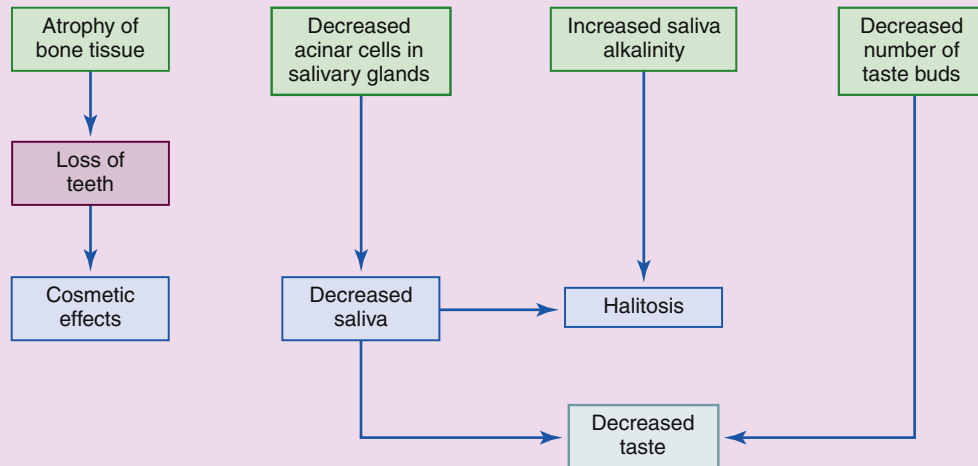 Atrophy of
bone tissue
Decreased
acinar cells in
salivary glands
Increased saliva
alkalinity
Decreased
number of
taste buds
Loss of
teeth
Cosmetic
effects
Decreased
saliva
Halitosis
Decreased
taste